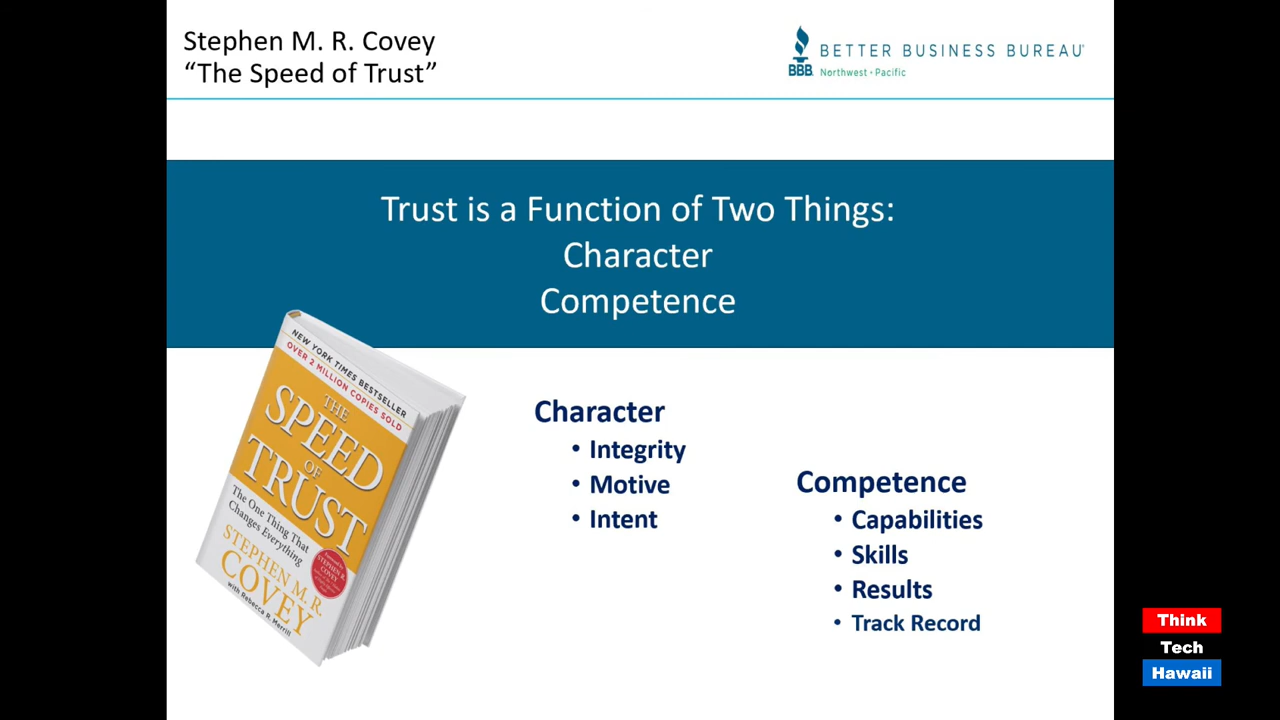 Stephen M. R. Covey
“The Speed of Trust”
BBB
BETTER BUSINESS BUREAU
Northwest • Pacific
Trust is a Function of Two Things:
Character
Competence
NEW YORK TIMES BESTSELLER
OVER 2 MILLION COPIES SOLD
THE
SPEED
OF
TRUST
The One Thing That
Changes Everything
STEPHEN M. R.
COVEY
with Rebecca R. Merrill
Character
• Integrity
• Motive
• Intent
Competence
• Capabilities
• Skills
• Results
• Track Record
Think
Tech
Hawaii